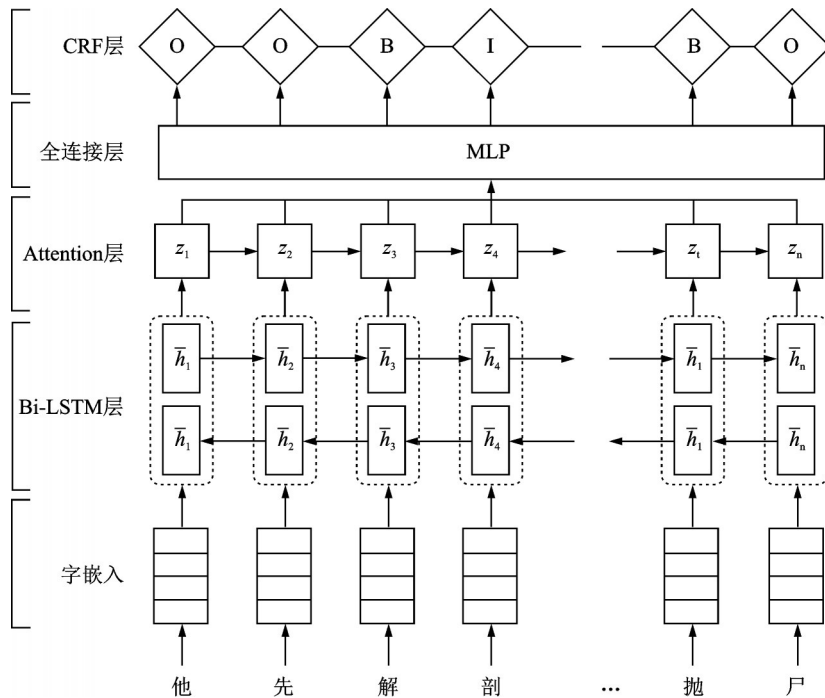 CRF层 O O B I B O
全连接层 MLP
Attention层 z₁ z₂ z₃ z₄ zₜ zₙ
h̅₁ h̅₂ h̅₃ h̅₄ h̅₁ h̅ₙ
Bi-LSTM层
h̅₁ h̅₂ h̅₃ h̅₄ h̅₁ h̅ₙ
字嵌入
他 先 解 剖 … 抛 尸